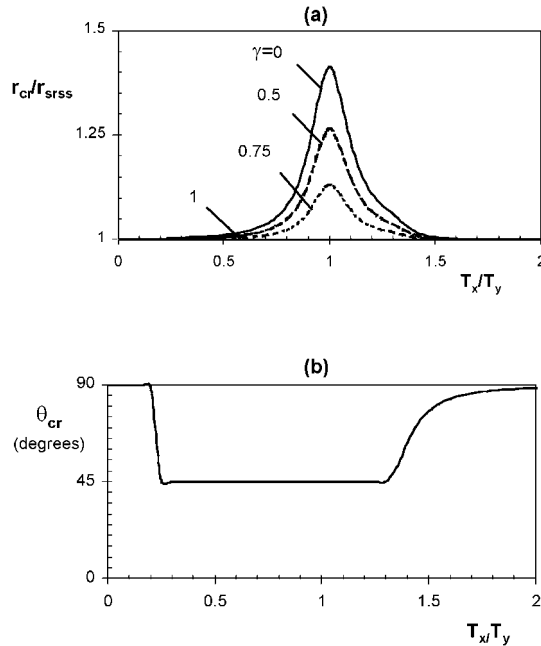 (a)
1.5
γ=0
r_cr/r_srss
0.5
1.25
0.75
1
1
0 0.5 1 1.5 2
T_x/T_y
(b)
90
θ_cr
(degrees)
45
0
0 0.5 1 1.5 2
T_x/T_y